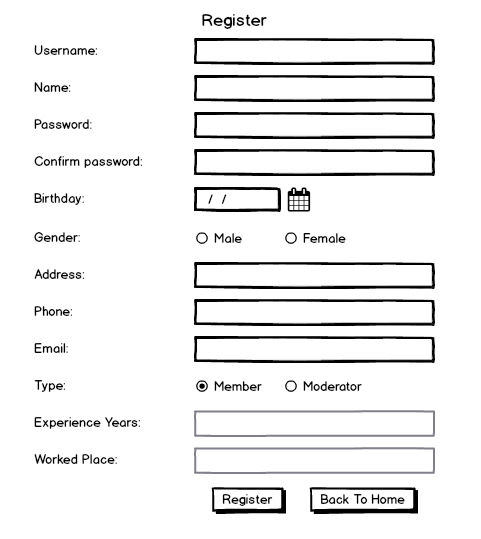 Register
Username:
Name:
Password:
Confirm password:
Birthday: / /
Gender: Male Female
Address:
Phone:
Email:
Type: Member Moderator
Experience Years:
Worked Place:
Register Back To Home